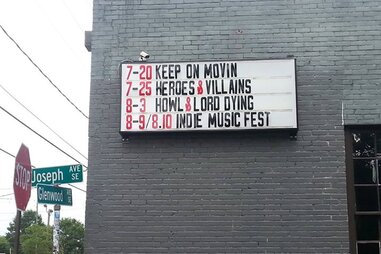 7-20 KEEP ON MOVIN
7-25 HEROES & VILLAINS
8-3 HOWL & LORD DYING
8-9/8.10 INDIE MUSIC FEST
STOP
Joseph AVE SE
Glenwood